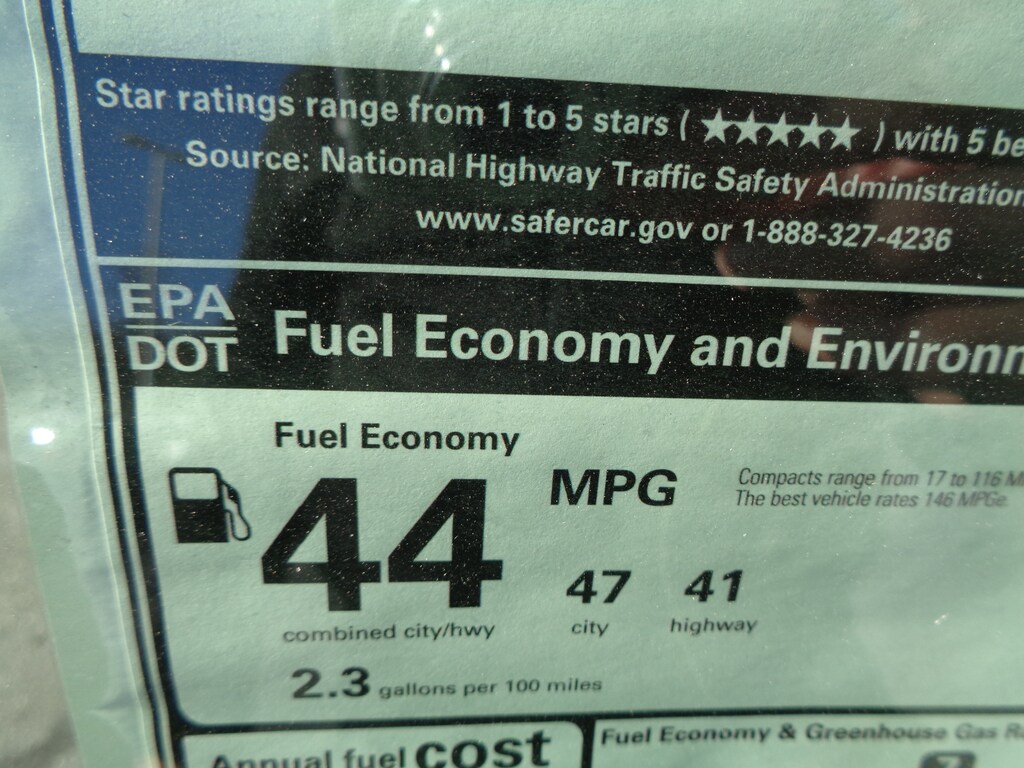 Star ratings range from 1 to 5 stars ( ★★★★★ ) with 5 be
Source: National Highway Traffic Safety Administration
www.safercar.gov or 1-888-327-4236
EPA
DOT
Fuel Economy and Environm
Fuel Economy
44 MPG
Compacts range from 17 to 116 M
The best vehicle rates 146 MPGe.
47 41
combined city/hwy city highway
2.3 gallons per 100 miles
Annual fuel cost
Fuel Economy & Greenhouse Gas Ra